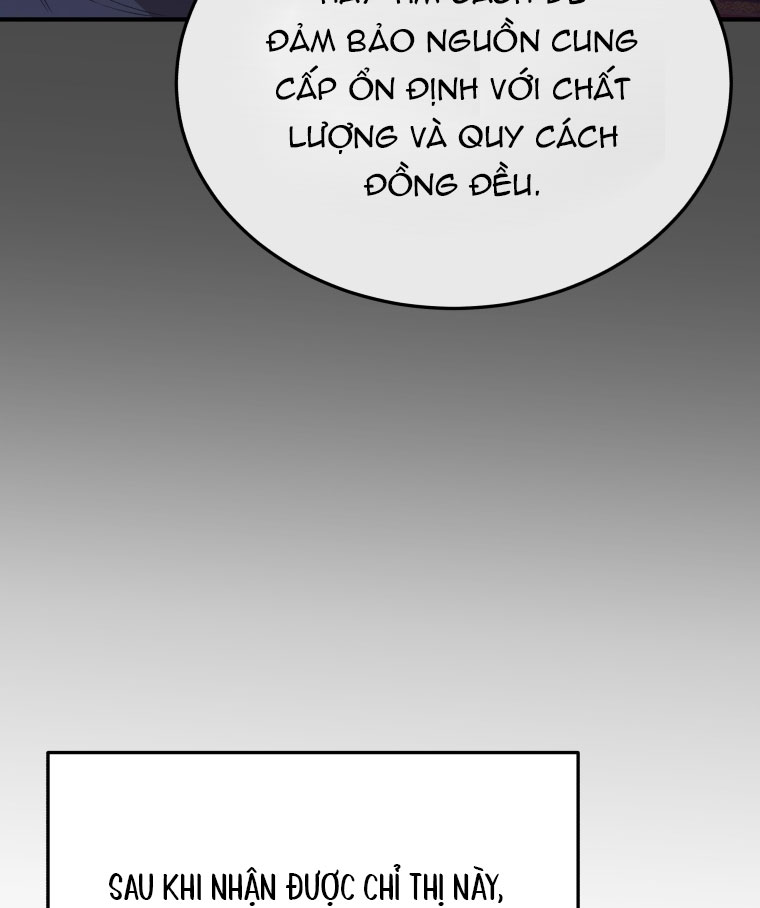 ĐẢM BẢO NGUỒN CUNG
CẤP ỔN ĐỊNH VỚI CHẤT
LƯỢNG VÀ QUY CÁCH
ĐỒNG ĐỀU.
SAU KHI NHẬN ĐƯỢC CHỈ THỊ NÀY,